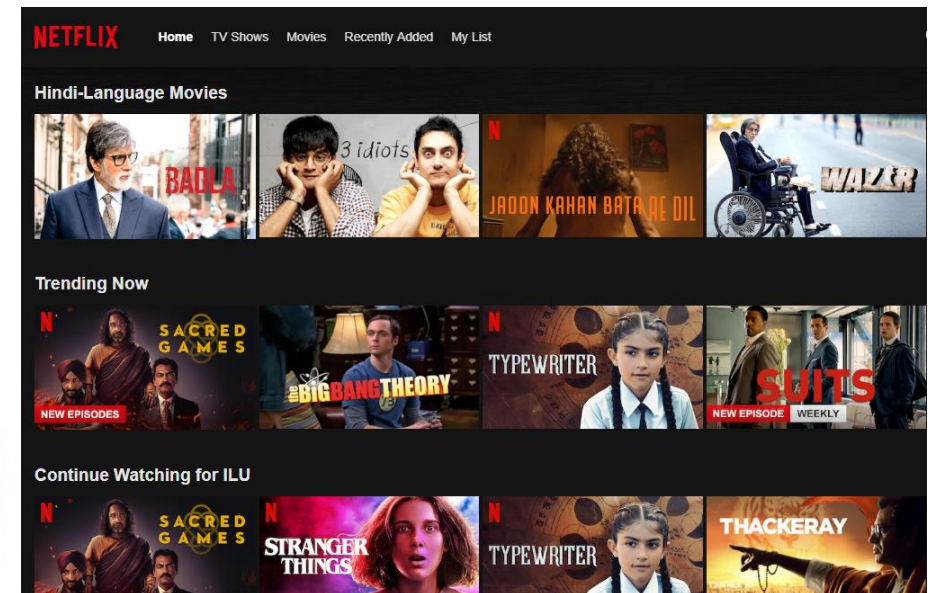 NETFLIX Home TV Shows Movies Recently Added My List
Hindi-Language Movies
BADLA
3 idiots
N
JAOON KAHAN BATA AE DIL
WAZIR
Trending Now
N
SACRED
GAMES
NEW EPISODES
the BIG BANG THEORY
73
N
TYPEWRITER
SUITS
NEW EPISODE WEEKLY
Continue Watching for ILU
N
SACRED
GAMES
N
STRANGER
THINGS
N
TYPEWRITER
THACKERAY